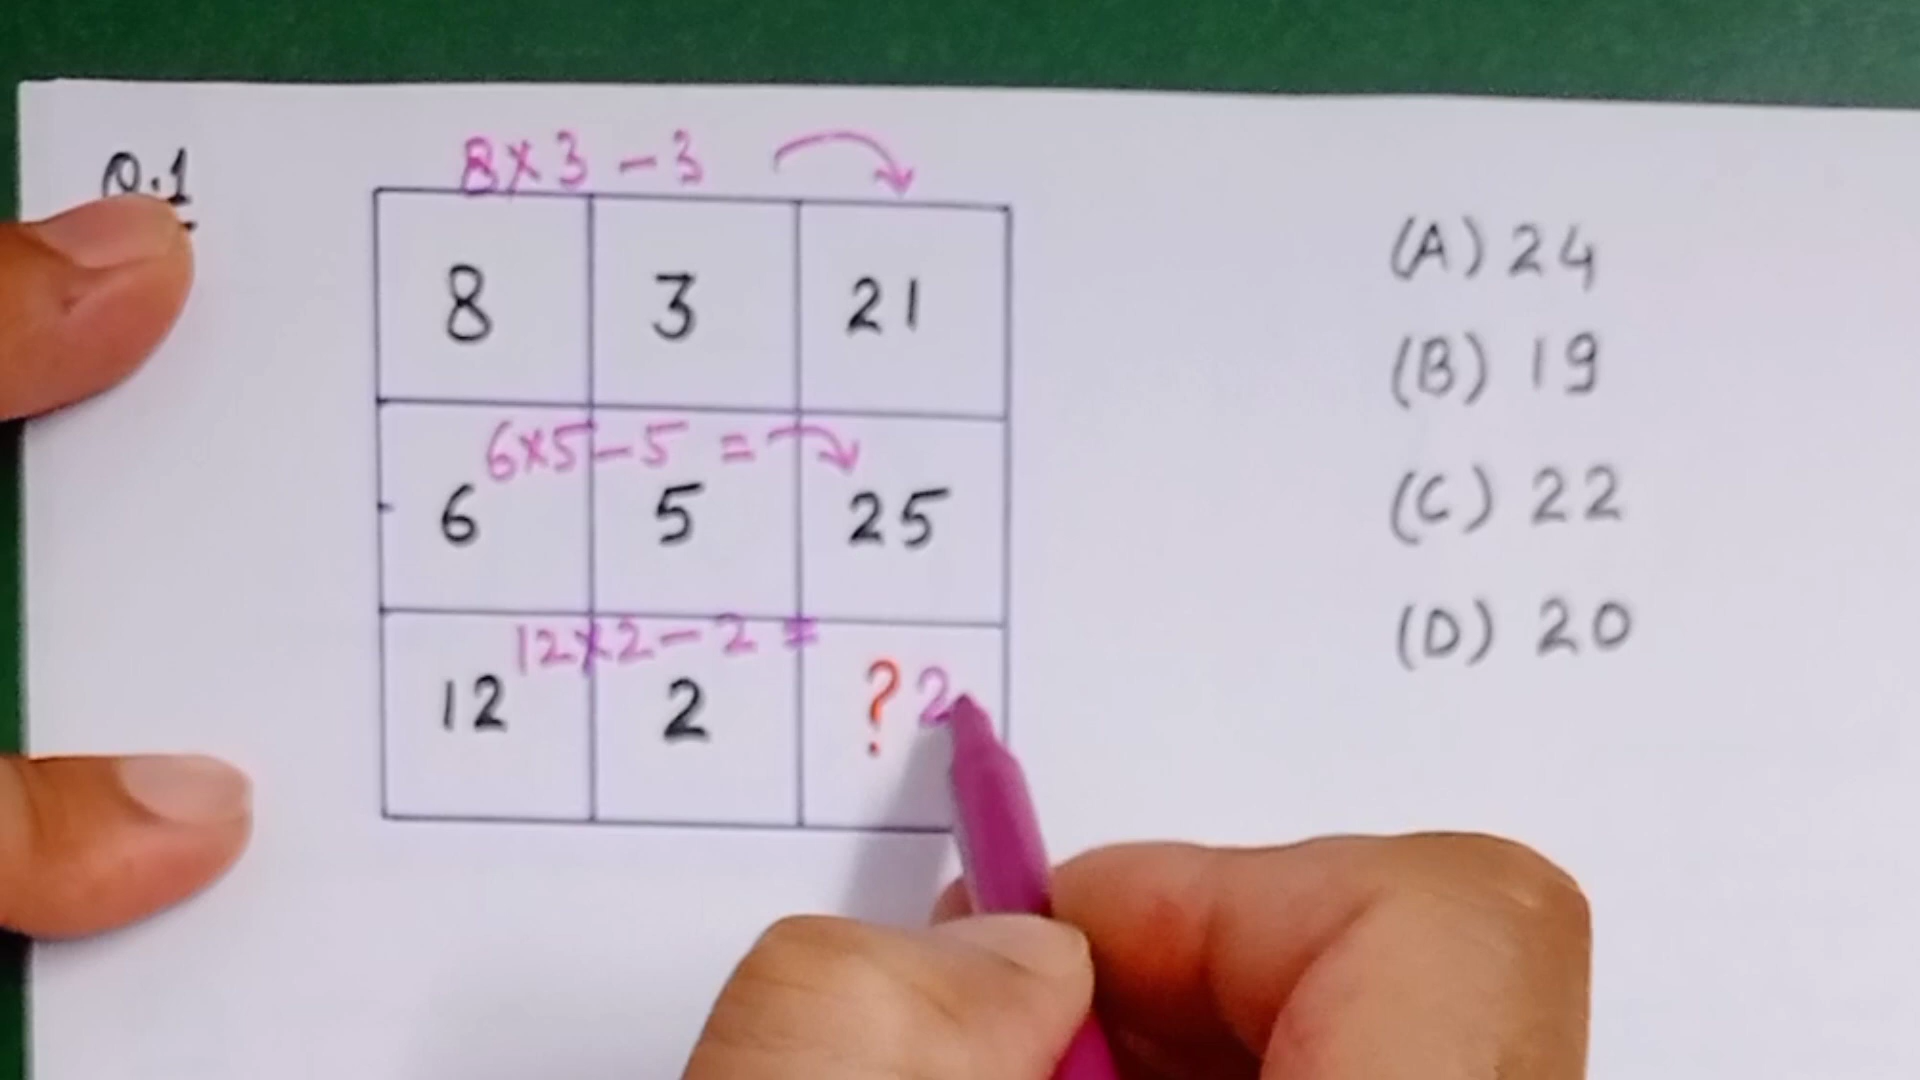 Q.1
8×3-3
8 3 21
6×5-5 =
6 5 25
12×2-2 =
12 2 ? 2
(A) 24
(B) 19
(C) 22
(D) 20